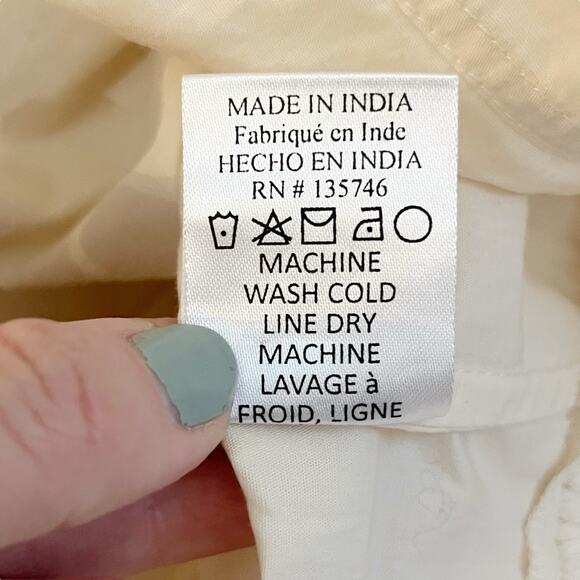 MADE IN INDIA
Fabriqué en Inde
HECHO EN INDIA
RN # 135746
MACHINE
WASH COLD
LINE DRY
MACHINE
LAVAGE à
FROID, LIGNE